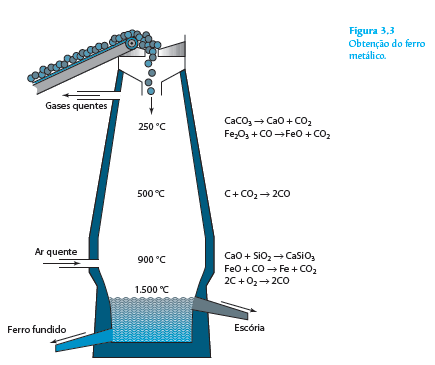 Figura 3.3
Obtenção do ferro
metálico.
Gases quentes
250 °C
CaCO₃ → CaO + CO₂
Fe₂O₃ + CO → FeO + CO₂
500 °C
C + CO₂ → 2CO
Ar quente
900 °C
CaO + SiO₂ → CaSiO₃
FeO + CO → Fe + CO₂
2C + O₂ → 2CO
1.500 °C
Ferro fundido
Escória